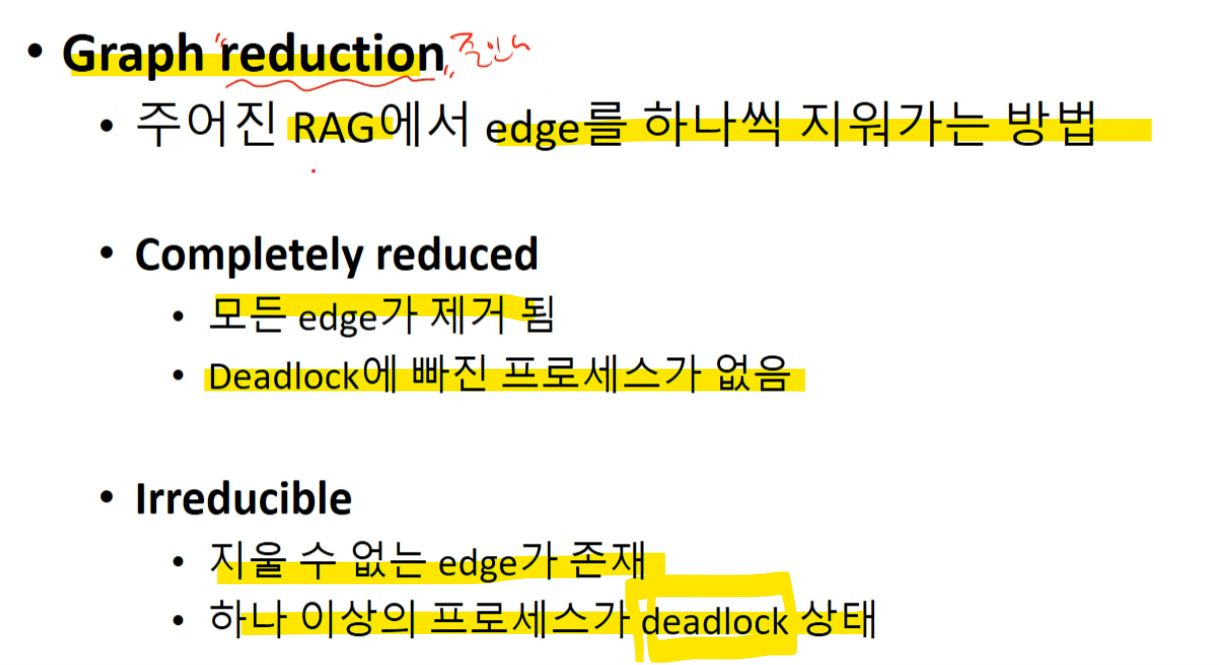 • Graph "reduction"
• 주어진 RAG에서 edge를 하나씩 지워가는 방법
• Completely reduced
• 모든 edge가 제거 됨
• Deadlock에 빠진 프로세스가 없음
• Irreducible
• 지울 수 없는 edge가 존재
• 하나 이상의 프로세스가 deadlock 상태